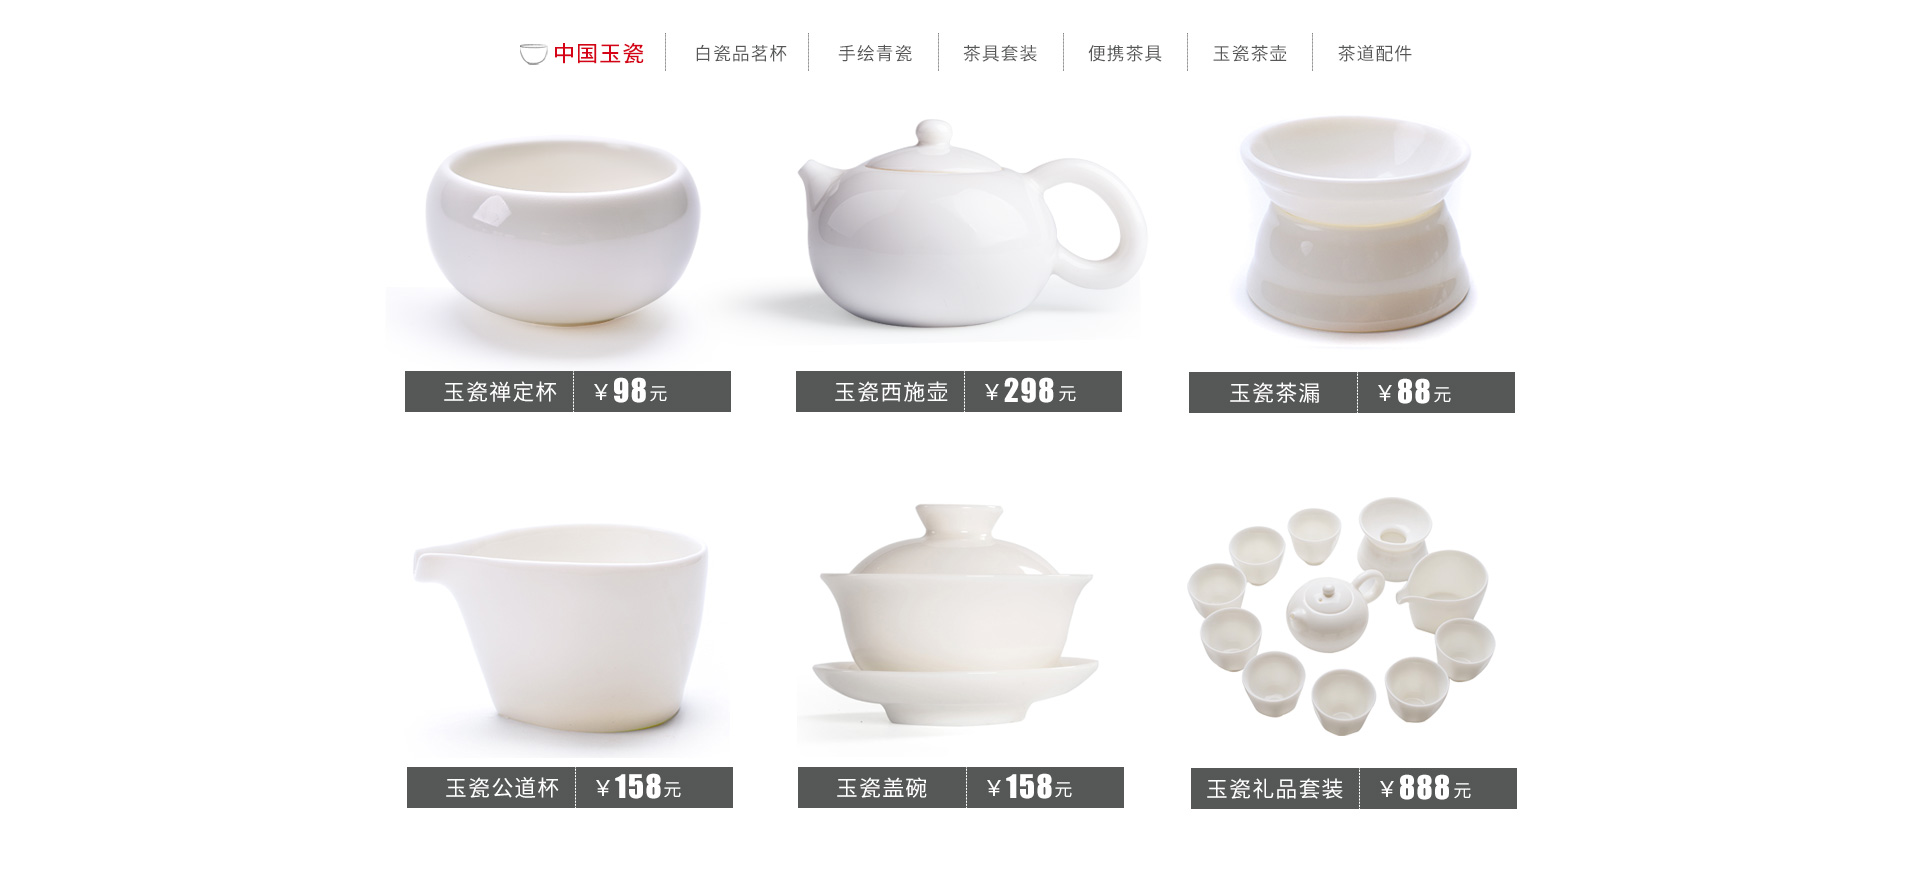 中国玉瓷 白瓷品茗杯 手绘青瓷 茶具套装 便携茶具 玉瓷茶壶 茶道配件
玉瓷禅定杯 ¥98元
玉瓷西施壶 ¥298元
玉瓷茶漏 ¥88元
玉瓷公道杯 ¥158元
玉瓷盖碗 ¥158元
玉瓷礼品套装 ¥888元